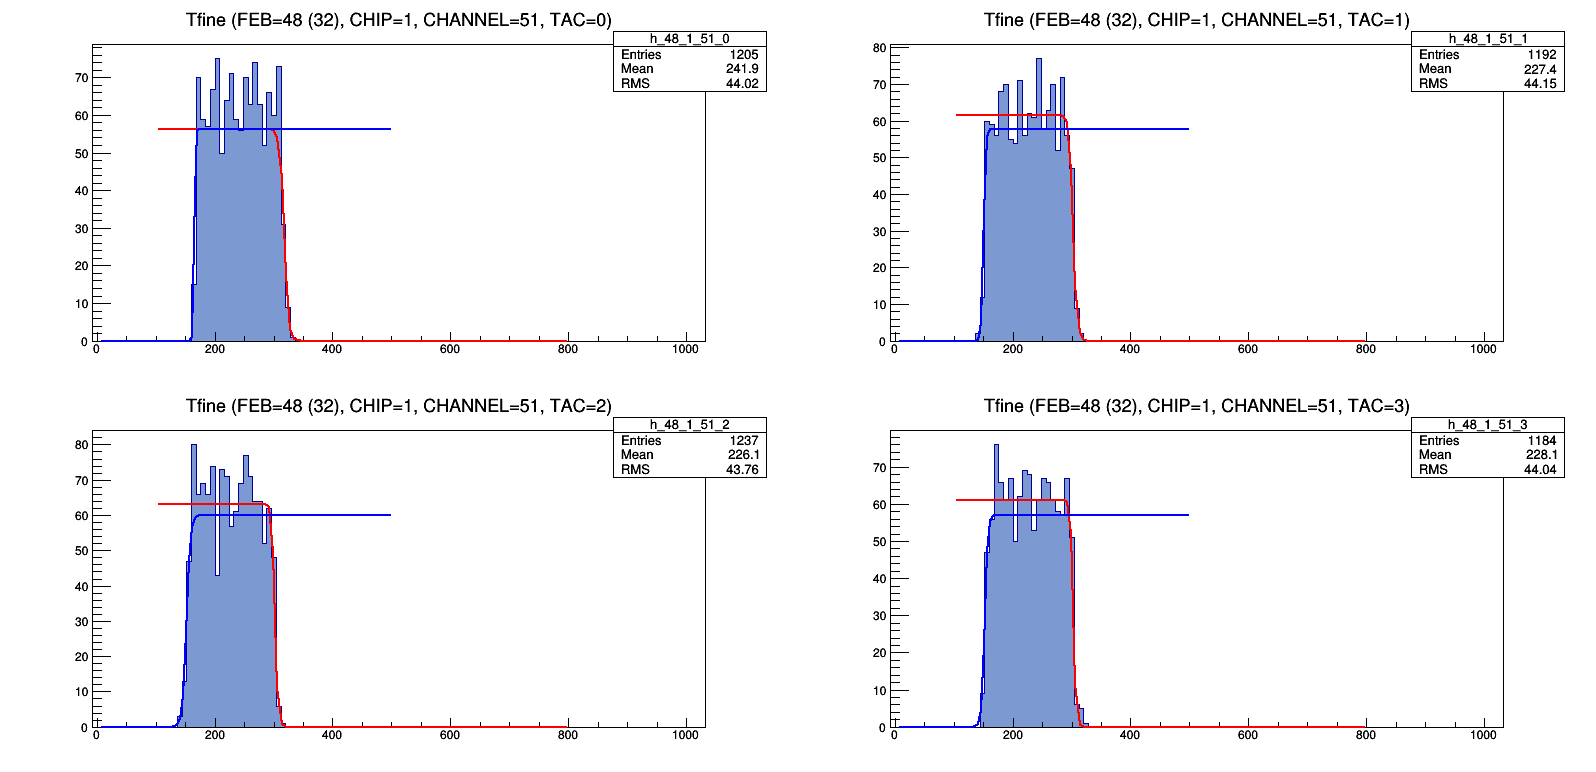 Tfine (FEB=48 (32), CHIP=1, CHANNEL=51, TAC=0)
h_48_1_51_0
Entries 1205
Mean 241.9
RMS 44.02
70
60
50
40
30
20
10
0
0 200 400 600 800 1000
Tfine (FEB=48 (32), CHIP=1, CHANNEL=51, TAC=1)
h_48_1_51_1
Entries 1192
Mean 227.4
RMS 44.15
80
70
60
50
40
30
20
10
0
0 200 400 600 800 1000
Tfine (FEB=48 (32), CHIP=1, CHANNEL=51, TAC=2)
h_48_1_51_2
Entries 1237
Mean 226.1
RMS 43.76
80
70
60
50
40
30
20
10
0
0 200 400 600 800 1000
Tfine (FEB=48 (32), CHIP=1, CHANNEL=51, TAC=3)
h_48_1_51_3
Entries 1184
Mean 228.1
RMS 44.04
70
60
50
40
30
20
10
0
0 200 400 600 800 1000